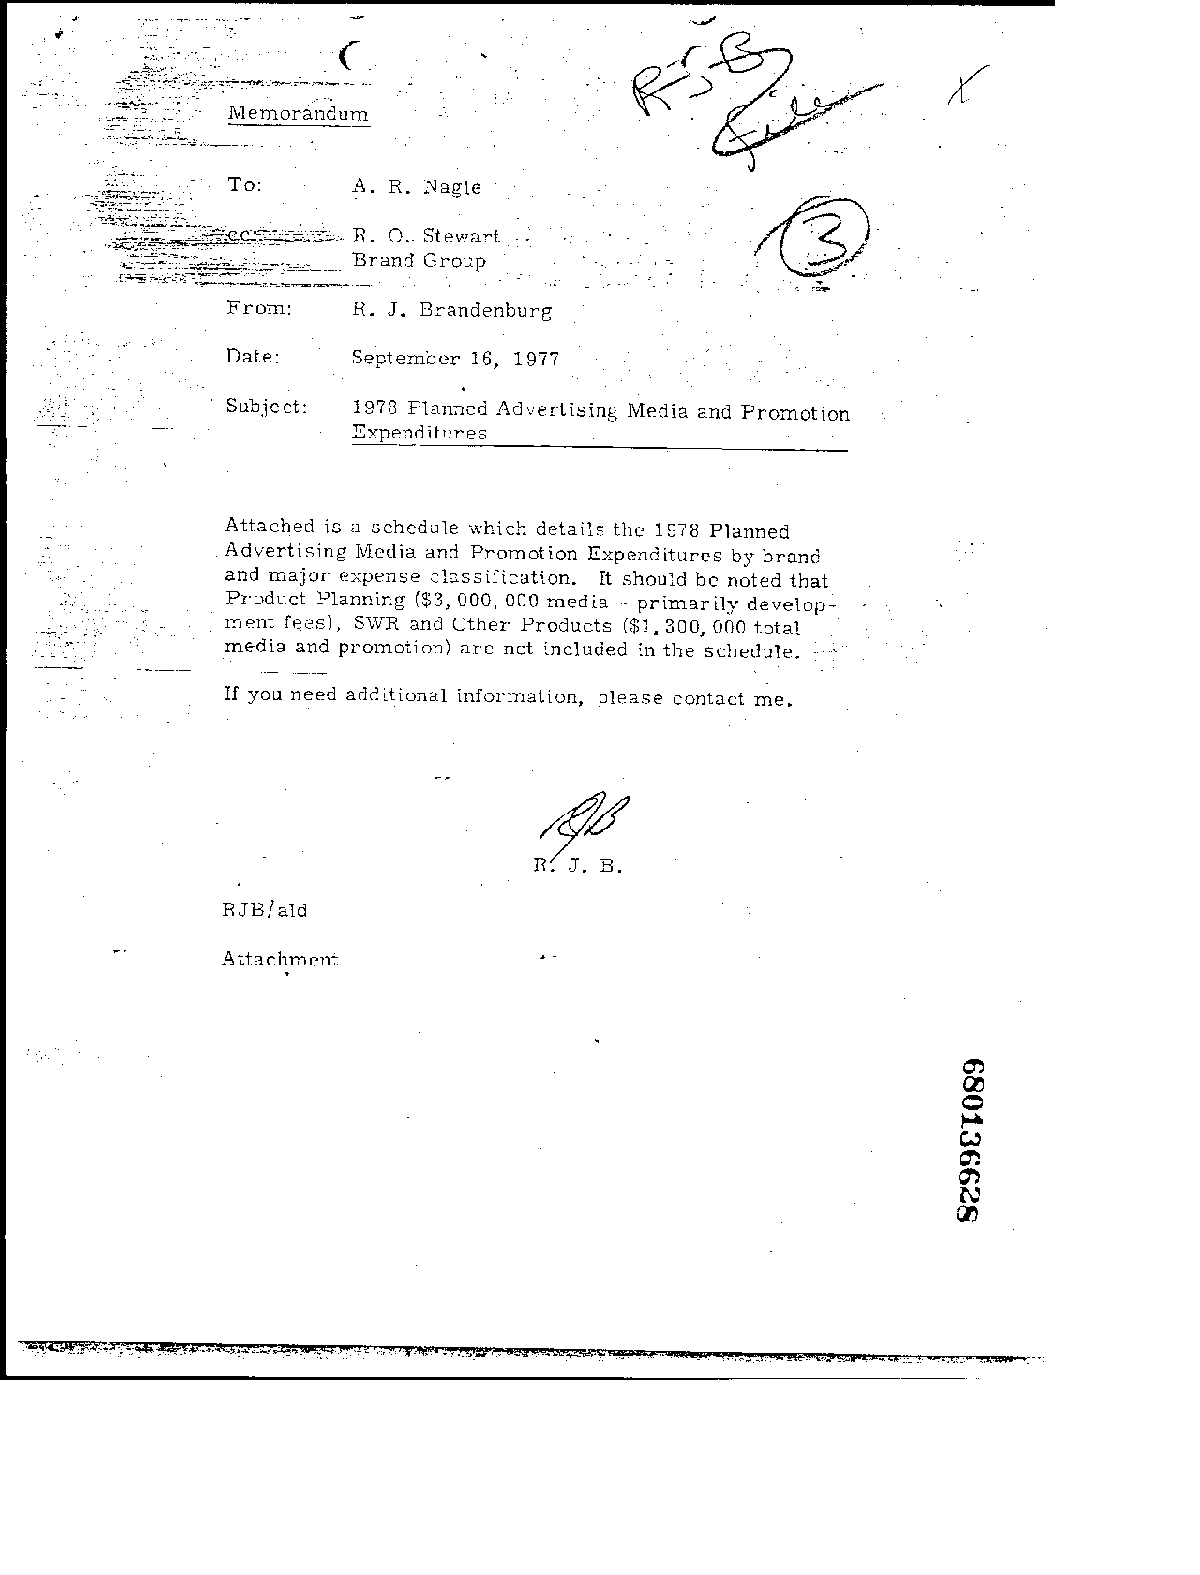 RJB
File
X
Memorandum
To: A. R. Nagle
3
cc: R. O. Stewart
Brand Group
From: R. J. Brandenburg
Date: September 16, 1977
Subject: 1978 Planned Advertising Media and Promotion
Expenditures
Attached is a schedule which details the 1978 Planned
Advertising Media and Promotion Expenditures by brand
and major expense classification. It should be noted that
Product Planning ($3,000,000 media - primarily develop-
ment fees), SWR and Other Products ($1,300,000 total
media and promotion) are not included in the schedule.
If you need additional information, please contact me.
RJB
R. J. B.
RJB/ald
Attachment
680136628